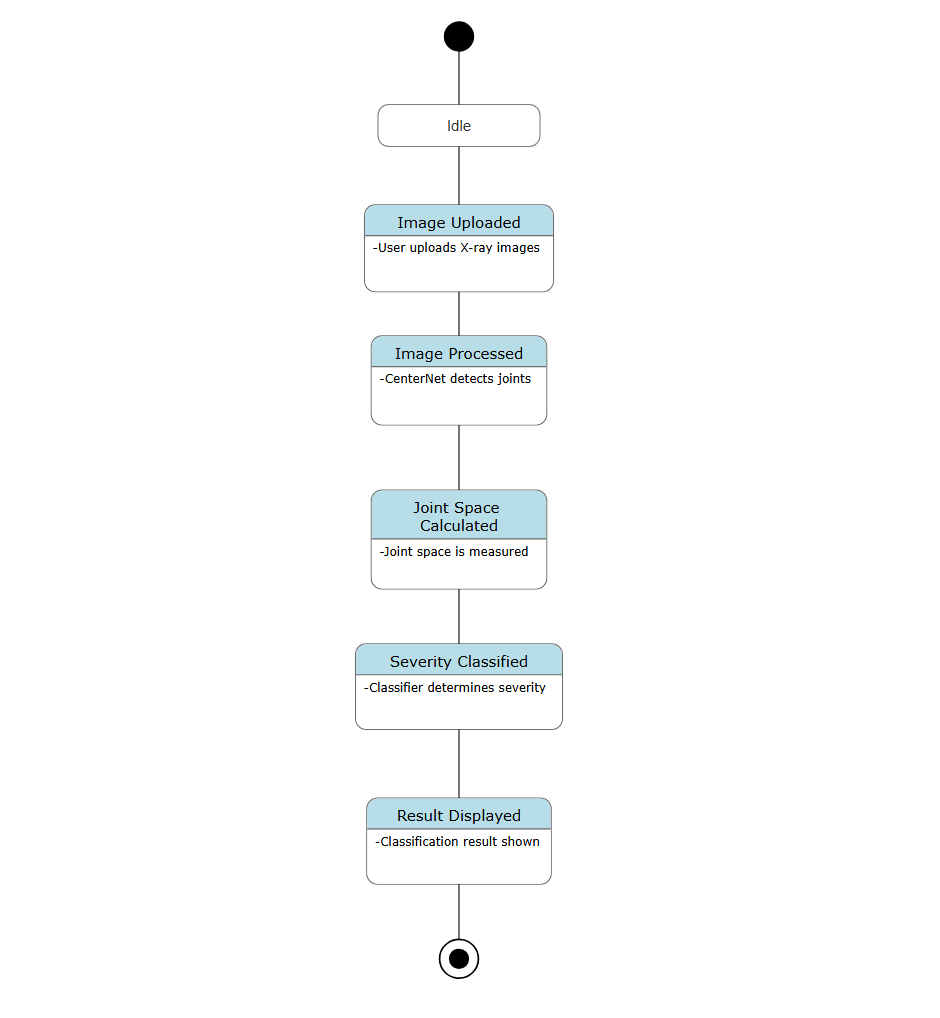 Idle
Image Uploaded
-User uploads X-ray images
Image Processed
-CenterNet detects joints
Joint Space
Calculated
-Joint space is measured
Severity Classified
-Classifier determines severity
Result Displayed
-Classification result shown